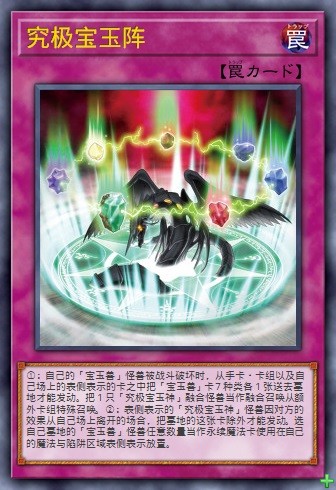 究极宝玉阵
トラップ
罠
【罠カード】
①：自己的「宝玉兽」怪兽被战斗破坏时，从手卡·卡组以及自
己场上的表侧表示的卡之中把「宝玉兽」卡7种类各1张送去墓
地才能发动。把1只「究极宝玉神」融合怪兽当作融合召唤从额
外卡组特殊召唤。②：表侧表示的「究极宝玉神」怪兽因对方的
效果从自己场上离开的场合，把墓地的这张卡除外才能发动。选
自己墓地的「宝玉兽」怪兽任意数量当作永续魔法卡使用在自己
的魔法与陷阱区域表侧表示放置。